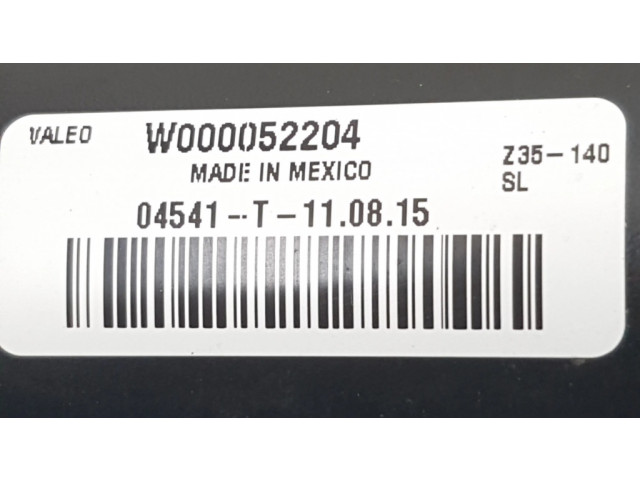 VALEO
W000052204
MADE IN MEXICO
Z35-140
SL
04541--T-11.08.15